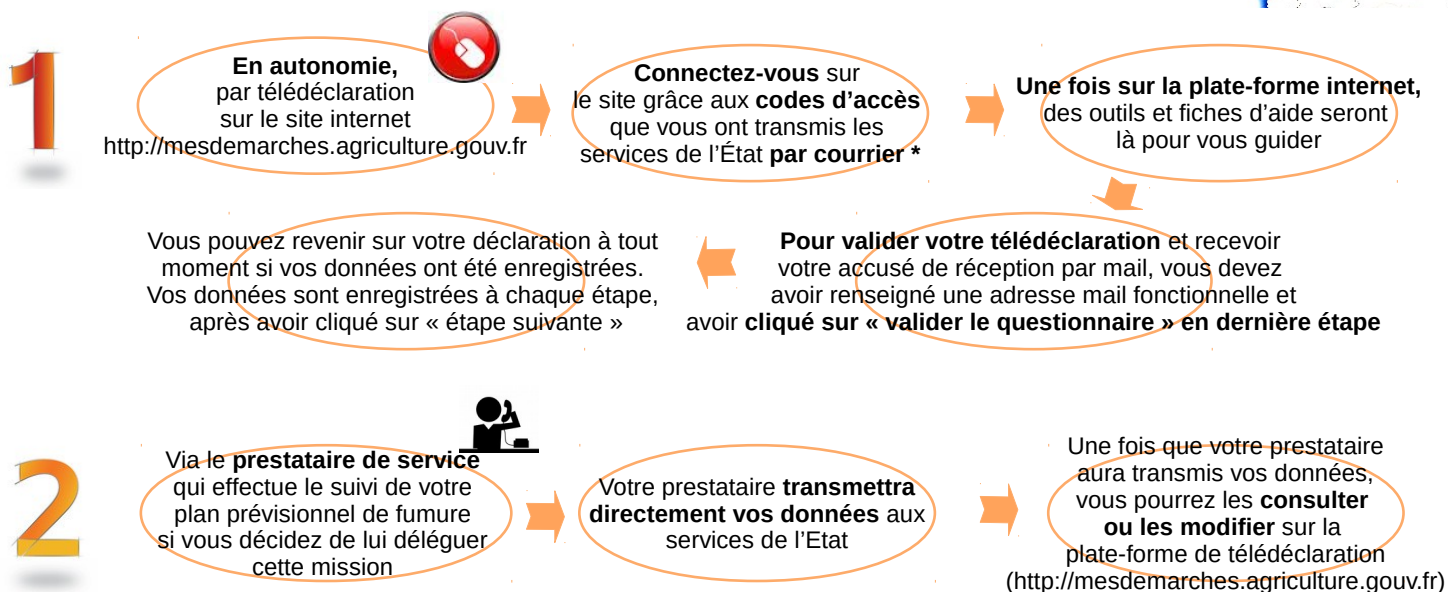 1
En autonomie,
par télédéclaration
sur le site internet
http://mesdemarches.agriculture.gouv.fr
Connectez-vous sur
le site grâce aux codes d’accès
que vous ont transmis les
services de l’État par courrier *
Une fois sur la plate-forme internet,
des outils et fiches d’aide seront
là pour vous guider
Pour valider votre télédéclaration et recevoir
votre accusé de réception par mail, vous devez
avoir renseigné une adresse mail fonctionnelle et
avoir cliqué sur « valider le questionnaire » en dernière étape
Vous pouvez revenir sur votre déclaration à tout
moment si vos données ont été enregistrées.
Vos données sont enregistrées à chaque étape,
après avoir cliqué sur « étape suivante »
2
Via le prestataire de service
qui effectue le suivi de votre
plan prévisionnel de fumure
si vous décidez de lui déléguer
cette mission
Votre prestataire transmettra
directement vos données aux
services de l’Etat
Une fois que votre prestataire
aura transmis vos données,
vous pourrez les consulter
ou les modifier sur la
plate-forme de télédéclaration
(http://mesdemarches.agriculture.gouv.fr)